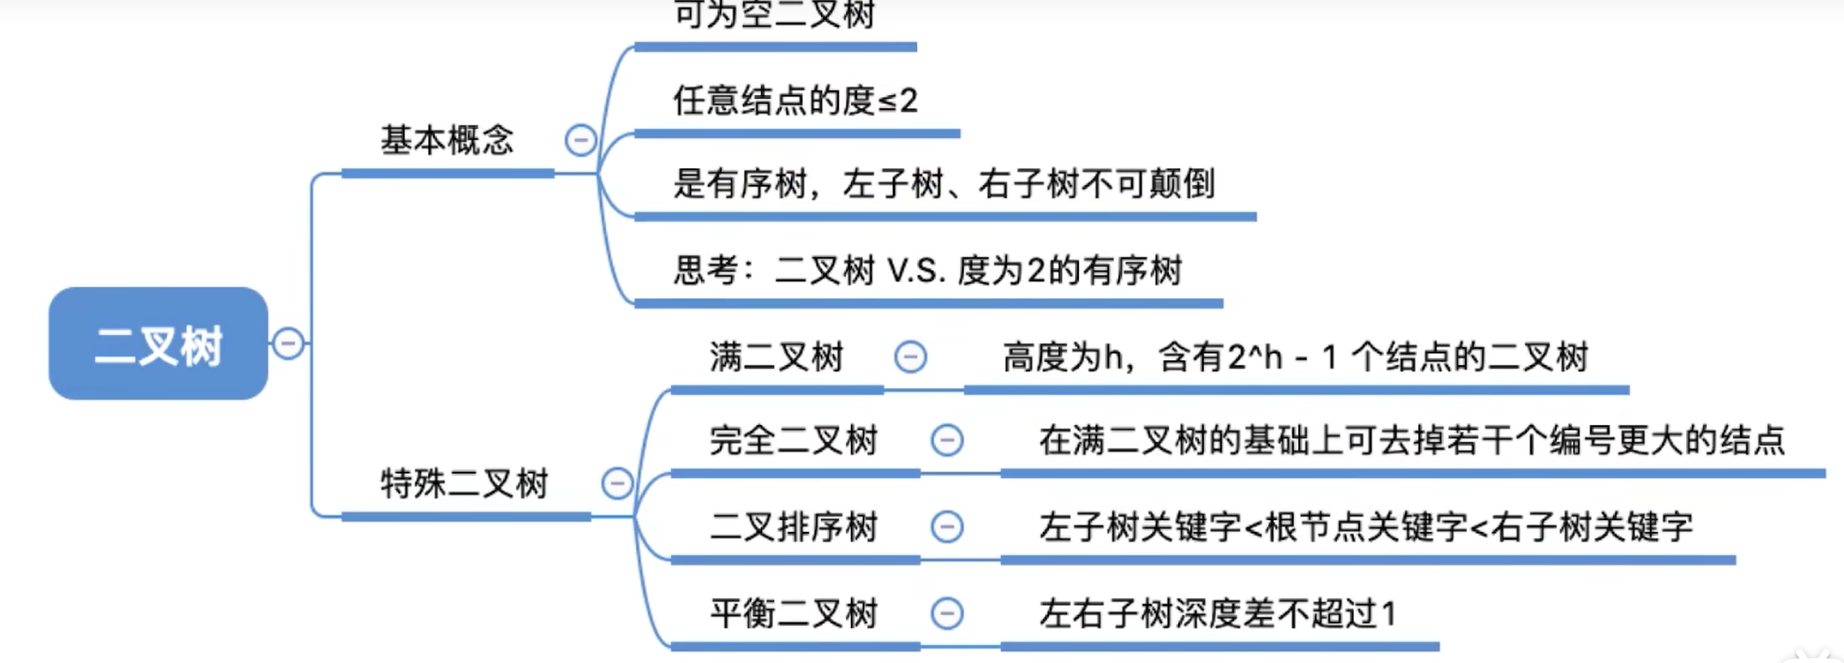 二叉树
基本概念
可为空二叉树
任意结点的度≤2
是有序树，左子树、右子树不可颠倒
思考：二叉树 V.S. 度为2的有序树
特殊二叉树
满二叉树
高度为h，含有2^h - 1 个结点的二叉树
完全二叉树
在满二叉树的基础上可去掉若干个编号更大的结点
二叉排序树
左子树关键字<根节点关键字<右子树关键字
平衡二叉树
左右子树深度差不超过1